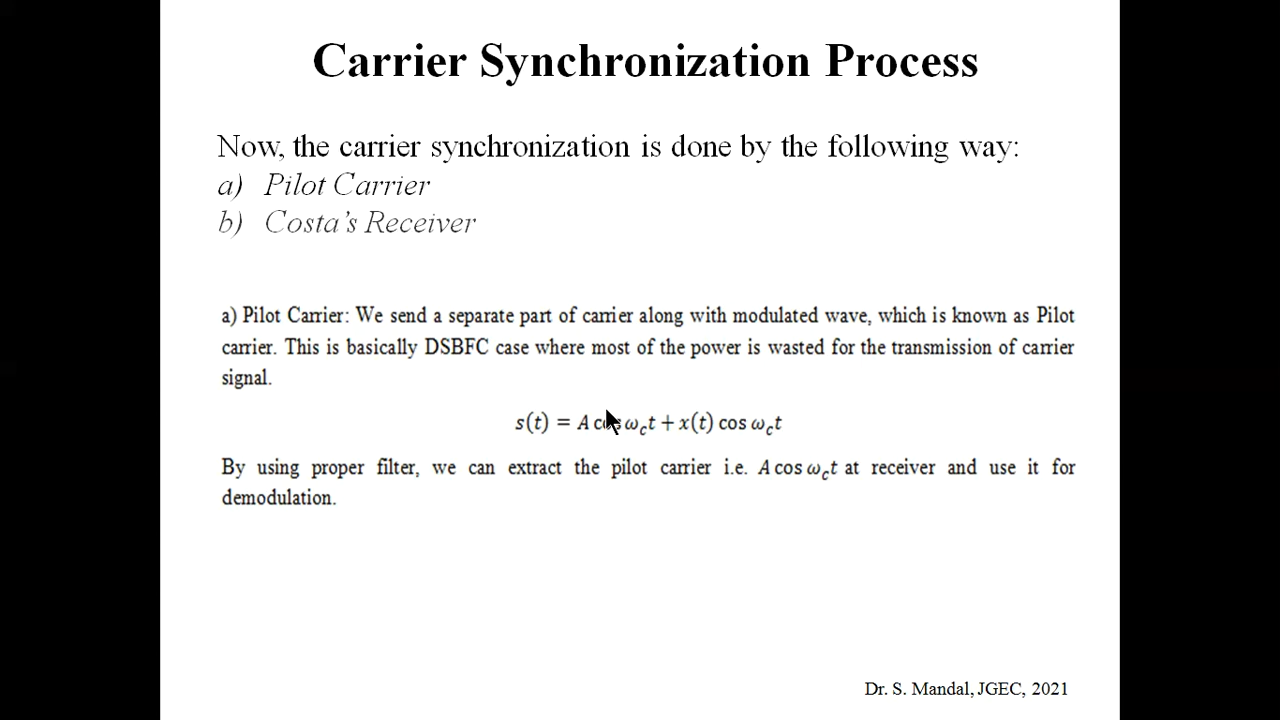 Carrier Synchronization Process
Now, the carrier synchronization is done by the following way:
a) Pilot Carrier
b) Costa's Receiver
a) Pilot Carrier: We send a separate part of carrier along with modulated wave, which is known as Pilot
carrier. This is basically DSBFC case where most of the power is wasted for the transmission of carrier
signal.
s(t) = A cos ω_c t + x(t) cos ω_c t
By using proper filter, we can extract the pilot carrier i.e. A cos ω_c t at receiver and use it for
demodulation.
Dr. S. Mandal, JGEC, 2021